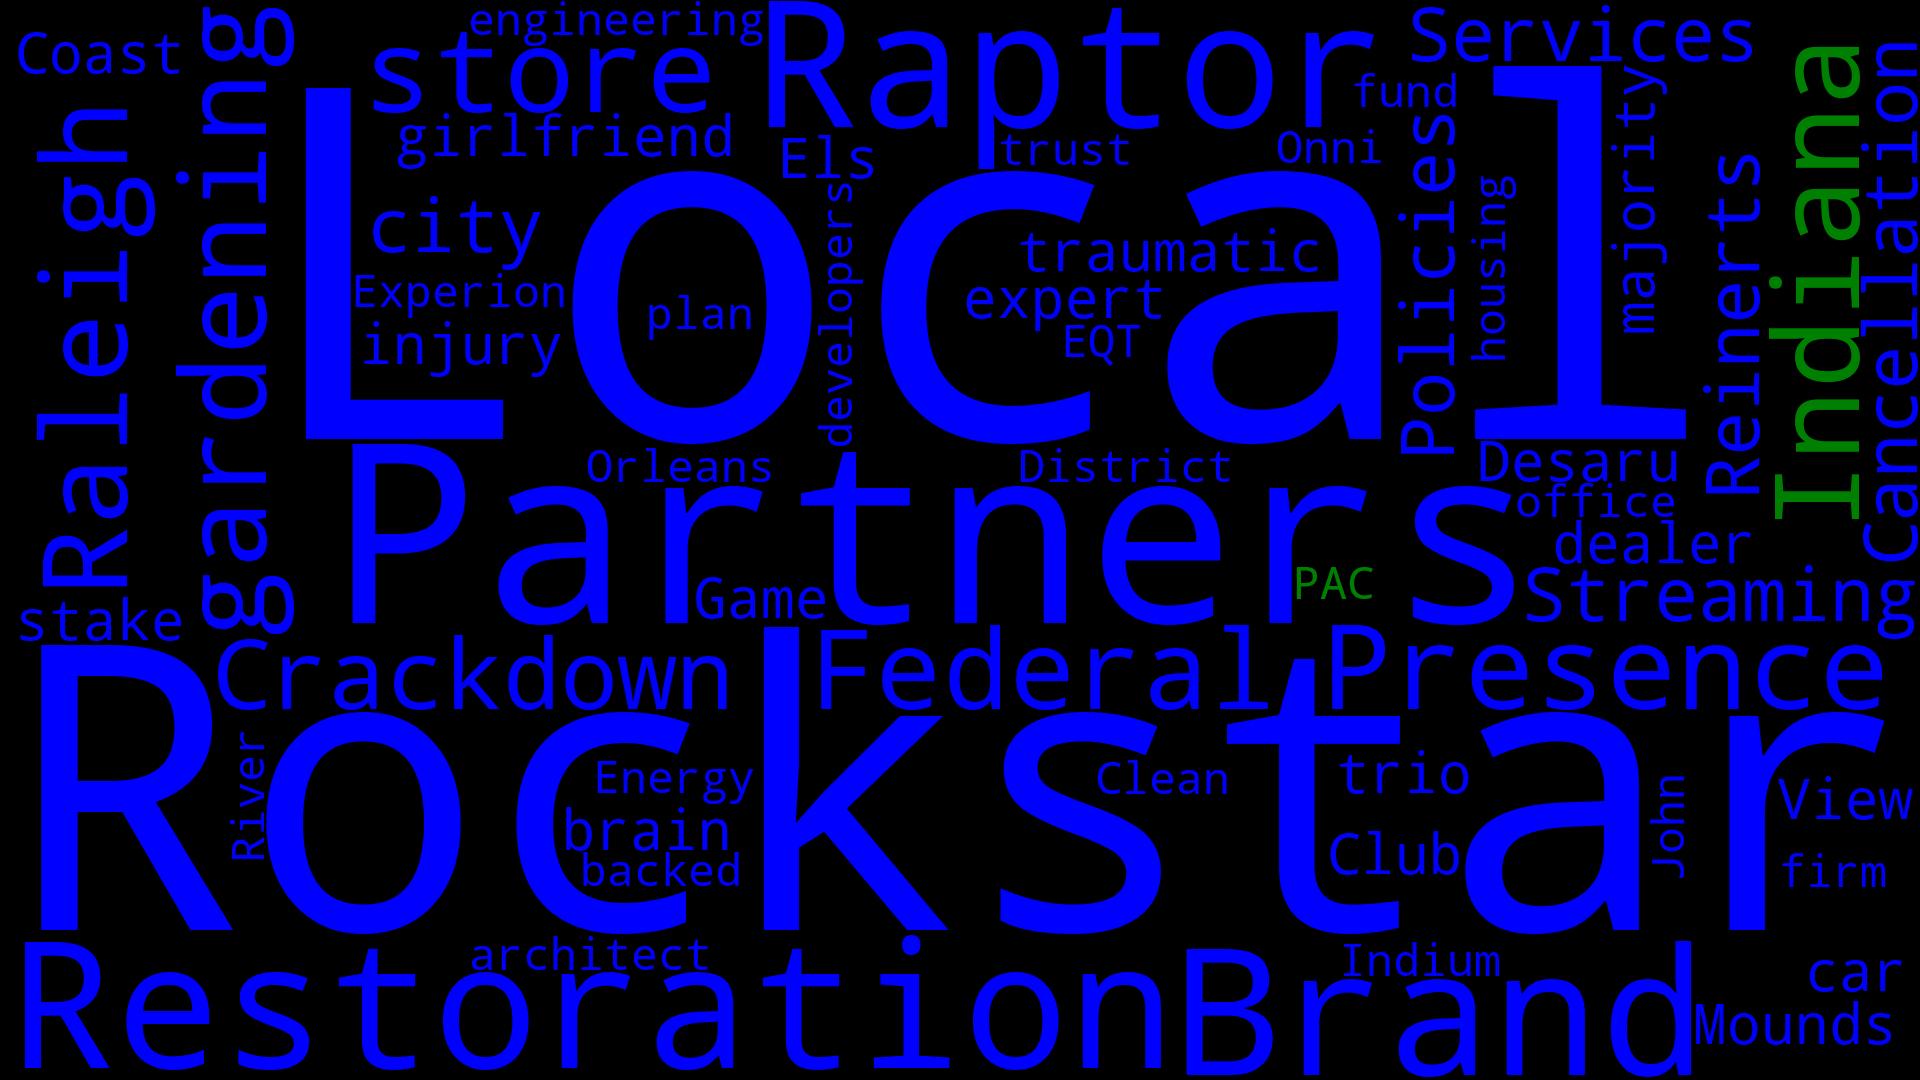 engineering
Coast
store
Raptor
Services
girlfriend
Els
trust
Onni
fund
Raleigh
gardening
Local
Policies
housing
majority
Reinerts
Indiana
Cancellation
city
developers
traumatic
Experion
plan
expert
injury
EQT
Orleans
District
Desaru
office
Partners
dealer
Game
PAC
Streaming
stake
Crackdown
Federal
Presence
Rockstar
River
Energy
Clean
trio
John
View
brain
Club
backed
firm
architect
Indium
car
Restoration
Brand
Mounds